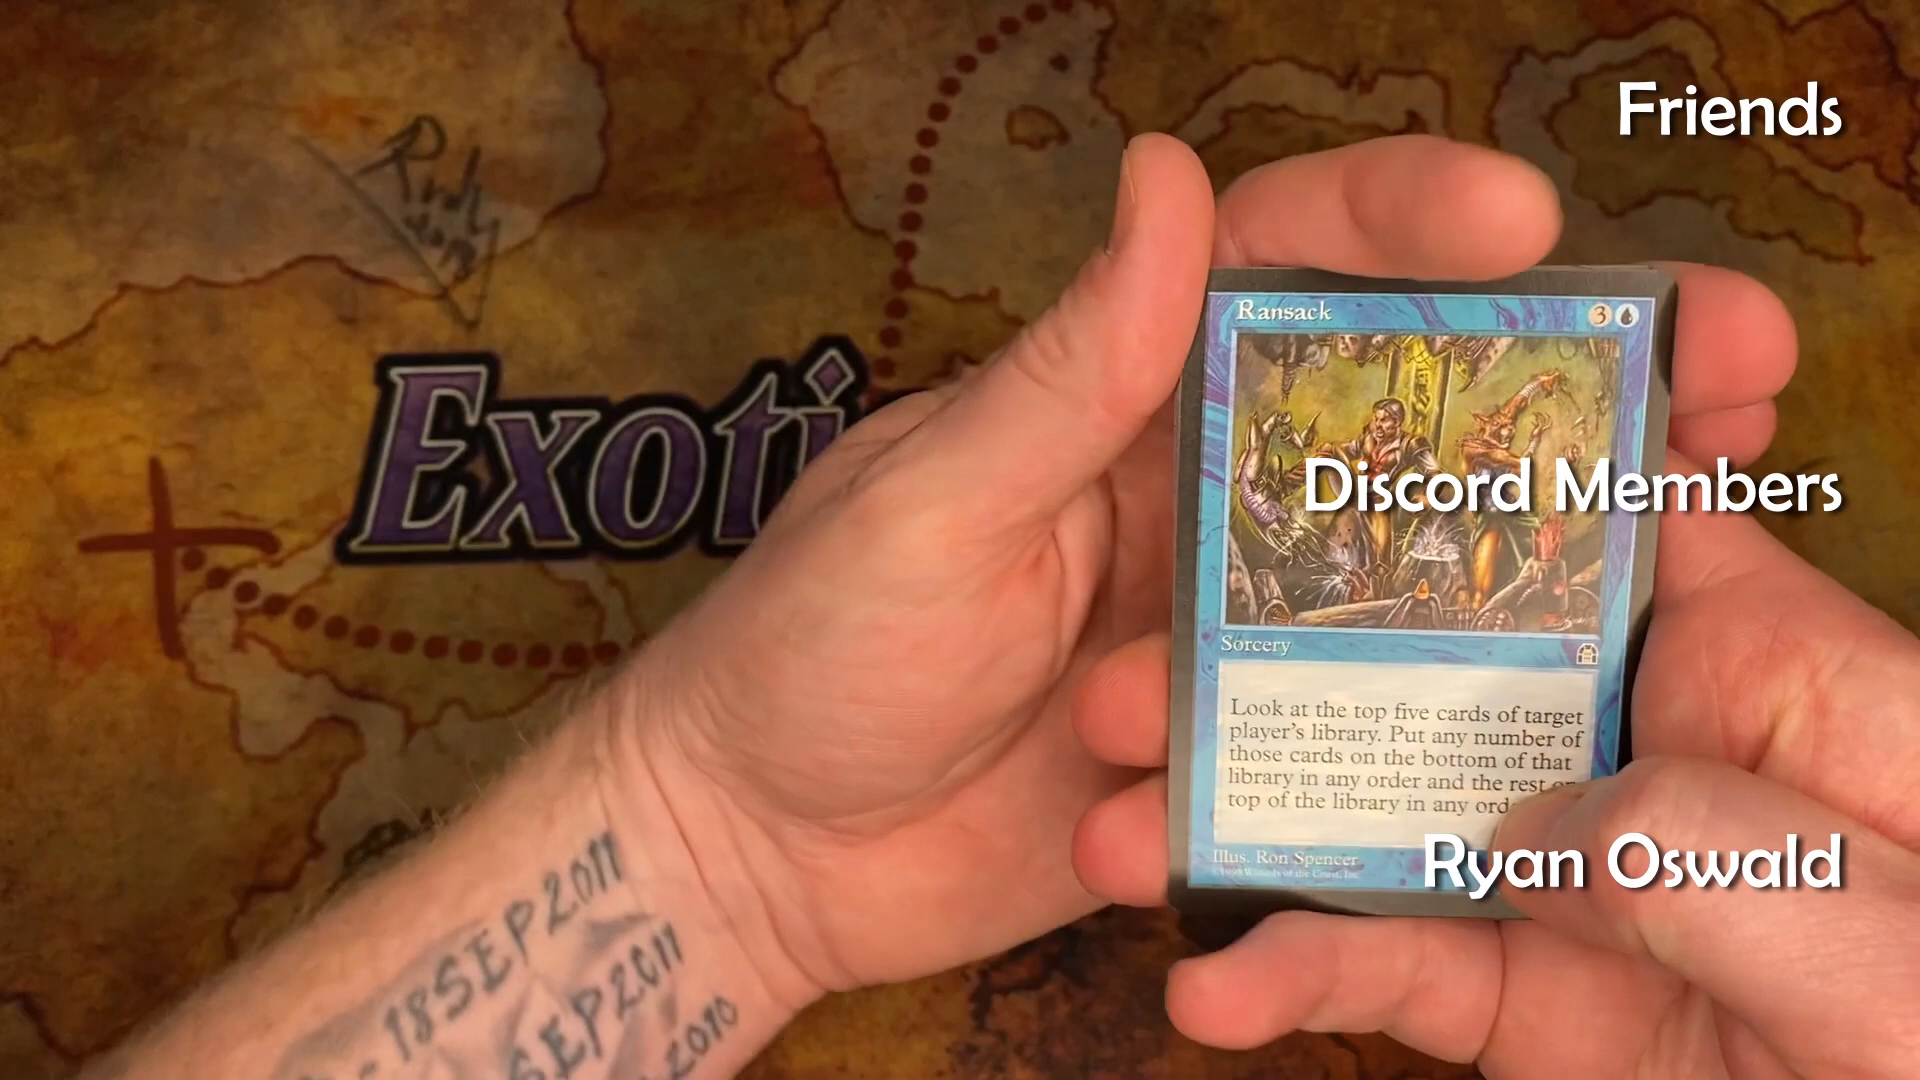 Friends
Ransack
3
Exoti
Discord Members
Sorcery
Look at the top five cards of target
player's library. Put any number of
those cards on the bottom of that
library in any order and the rest
top of the library in any
Ryan Oswald
Illus. Ron Spencer
18SEP2011
SEP2011
2010